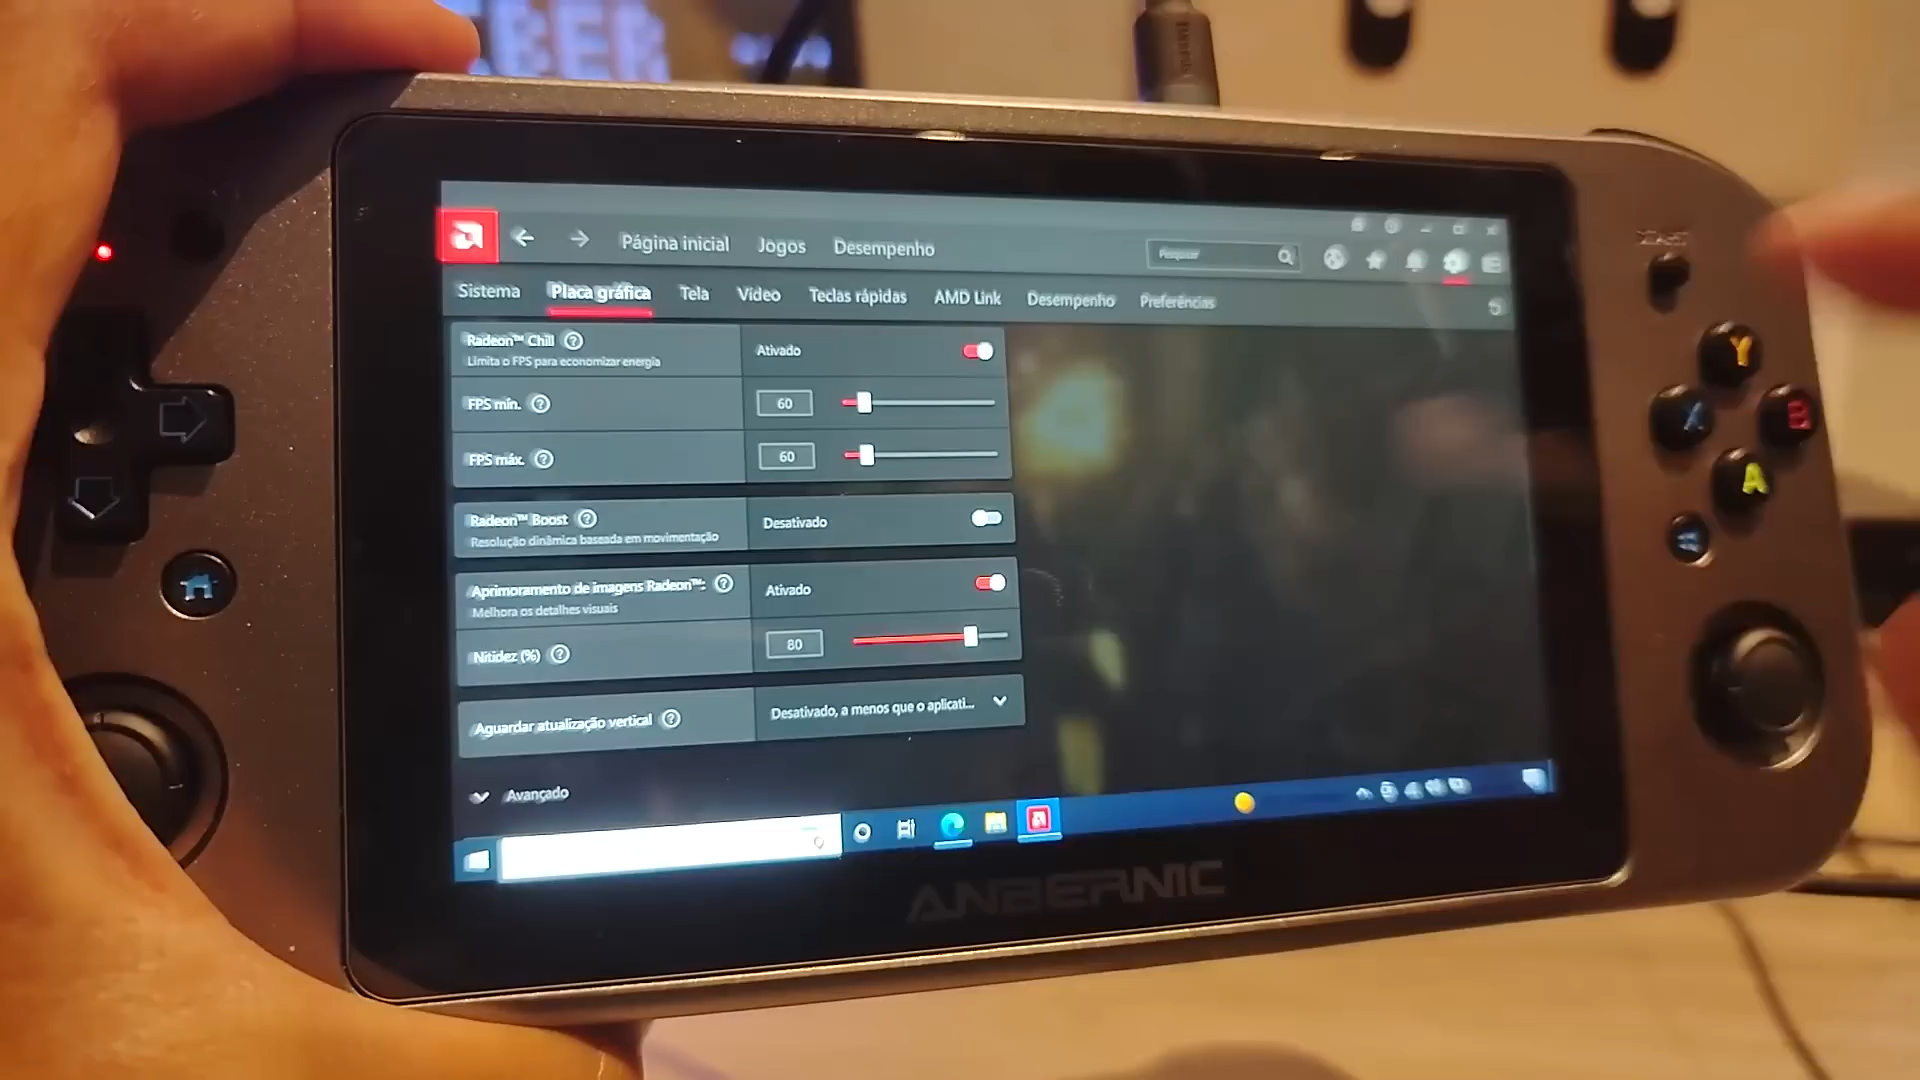 Página inicial Jogos Desempenho Pesquisar
Sistema Placa gráfica Tela Vídeo Teclas rápidas AMD Link Desempenho Preferências
Radeon™ Chill ? Ativado
Limita o FPS para economizar energia
FPS mín. ? 60
FPS máx. ? 60
Radeon™ Boost ? Desativado
Resolução dinâmica baseada em movimentação
Aprimoramento de imagens Radeon™: ? Ativado
Melhora os detalhes visuais
Nitidez (%) ? 80
Aguardar atualização vertical ? Desativado, a menos que o aplicati...
Avançado
ANBERNIC
START
Y
X
B
A